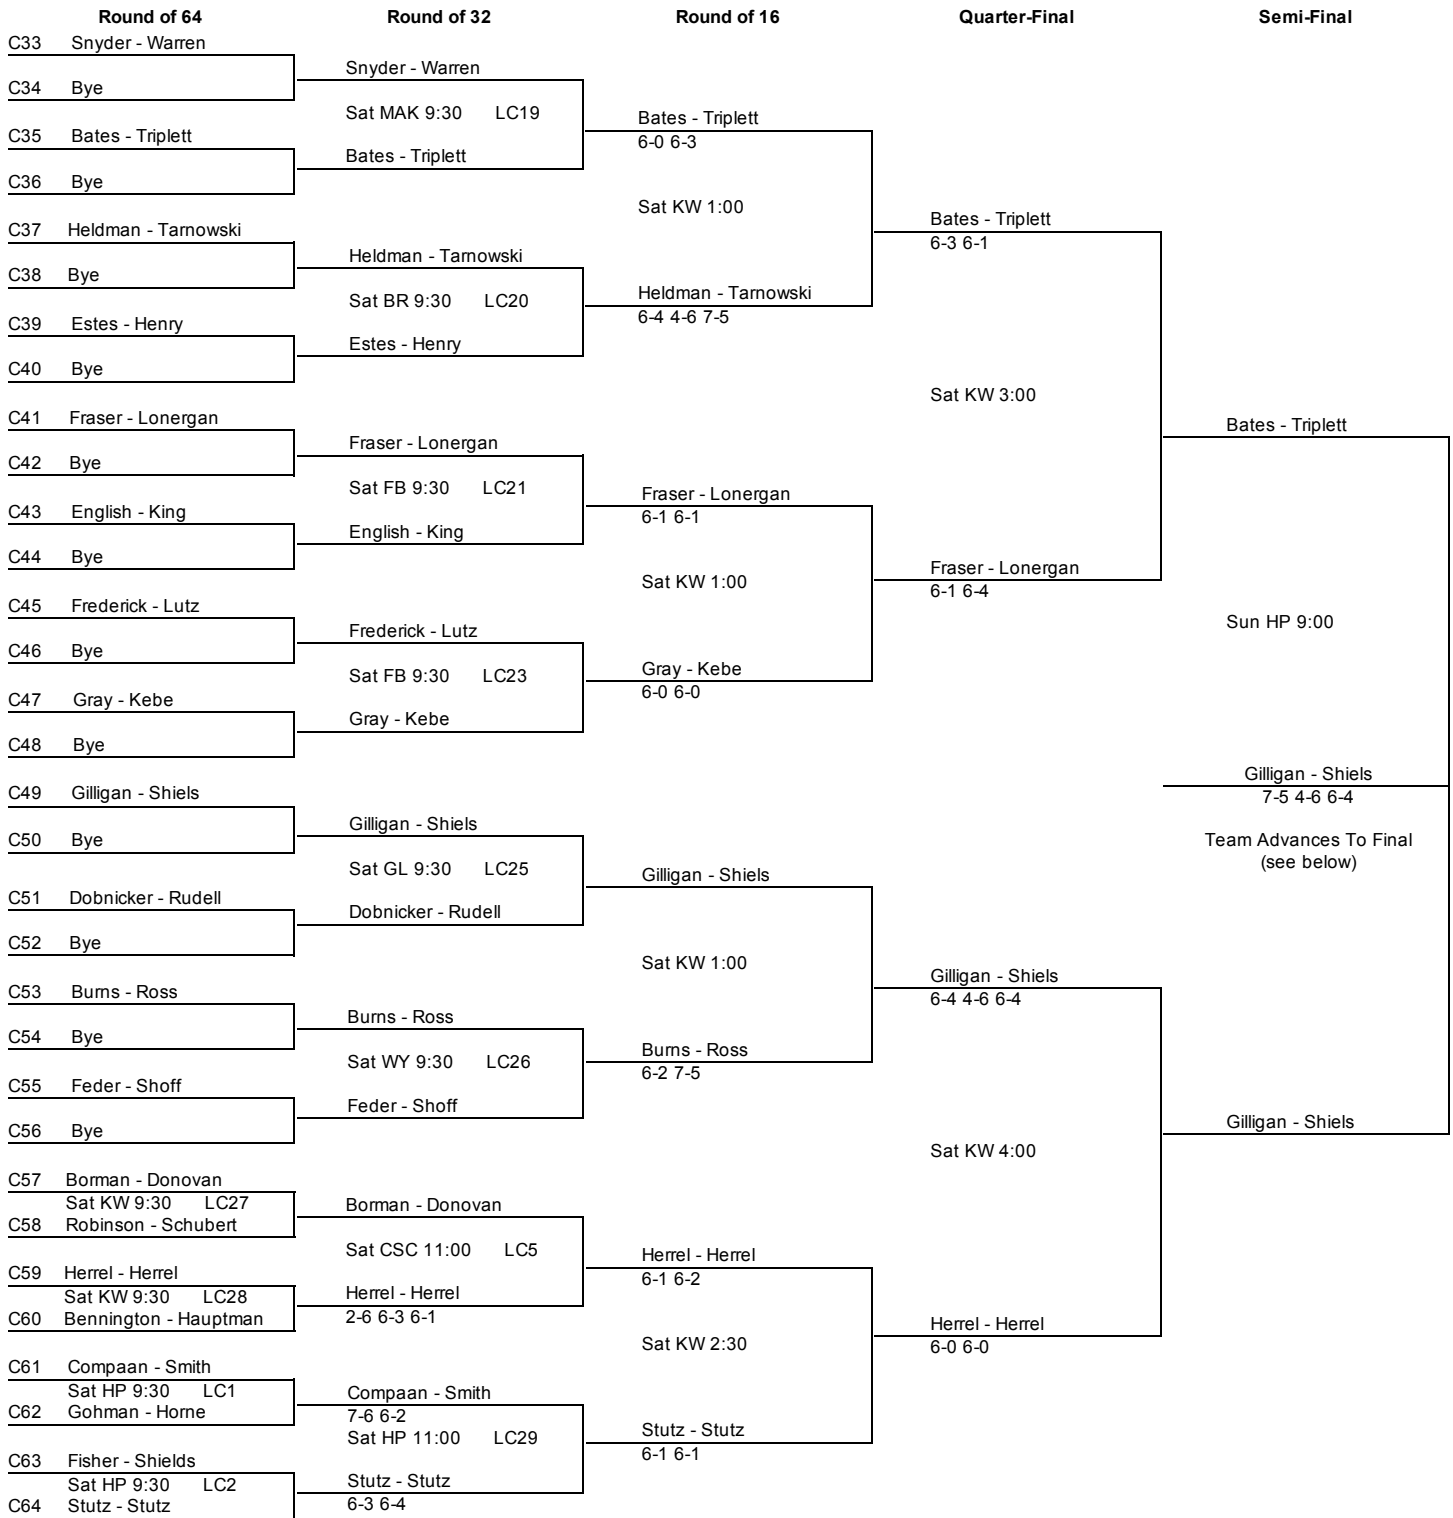 Round of 64 Round of 32 Round of 16 Quarter-Final Semi-Final
C33 Snyder - Warren
Snyder - Warren
C34 Bye
Sat MAK 9:30 LC19
Bates - Triplett
C35 Bates - Triplett
6-0 6-3
Bates - Triplett
C36 Bye
Sat KW 1:00
Bates - Triplett
C37 Heldman - Tarnowski
6-3 6-1
Heldman - Tarnowski
C38 Bye
Heldman - Tarnowski
Sat BR 9:30 LC20
6-4 4-6 7-5
C39 Estes - Henry
Estes - Henry
C40 Bye
Sat KW 3:00
C41 Fraser - Lonergan
Bates - Triplett
Fraser - Lonergan
C42 Bye
Sat FB 9:30 LC21
Fraser - Lonergan
C43 English - King
6-1 6-1
English - King
C44 Bye
Fraser - Lonergan
Sat KW 1:00
6-1 6-4
C45 Frederick - Lutz
Sun HP 9:00
Frederick - Lutz
C46 Bye
Gray - Kebe
Sat FB 9:30 LC23
6-0 6-0
C47 Gray - Kebe
Gray - Kebe
C48 Bye
Gilligan - Shiels
C49 Gilligan - Shiels
7-5 4-6 6-4
Gilligan - Shiels
C50 Bye
Team Advances To Final
(see below)
Sat GL 9:30 LC25
Gilligan - Shiels
C51 Dobnicker - Rudell
Dobnicker - Rudell
C52 Bye
Sat KW 1:00
Gilligan - Shiels
C53 Burns - Ross
6-4 4-6 6-4
Burns - Ross
C54 Bye
Burns - Ross
Sat WY 9:30 LC26
6-2 7-5
C55 Feder - Shoff
Feder - Shoff
Gilligan - Shiels
C56 Bye
Sat KW 4:00
C57 Borman - Donovan
Sat KW 9:30 LC27
Borman - Donovan
C58 Robinson - Schubert
Sat CSC 11:00 LC5
Herrel - Herrel
C59 Herrel - Herrel
6-1 6-2
Sat KW 9:30 LC28
Herrel - Herrel
C60 Bennington - Hauptman
2-6 6-3 6-1
Herrel - Herrel
Sat KW 2:30
6-0 6-0
C61 Compaan - Smith
Sat HP 9:30 LC1
Compaan - Smith
C62 Gohman - Horne
7-6 6-2
Stutz - Stutz
Sat HP 11:00 LC29
6-1 6-1
C63 Fisher - Shields
Sat HP 9:30 LC2
Stutz - Stutz
C64 Stutz - Stutz
6-3 6-4